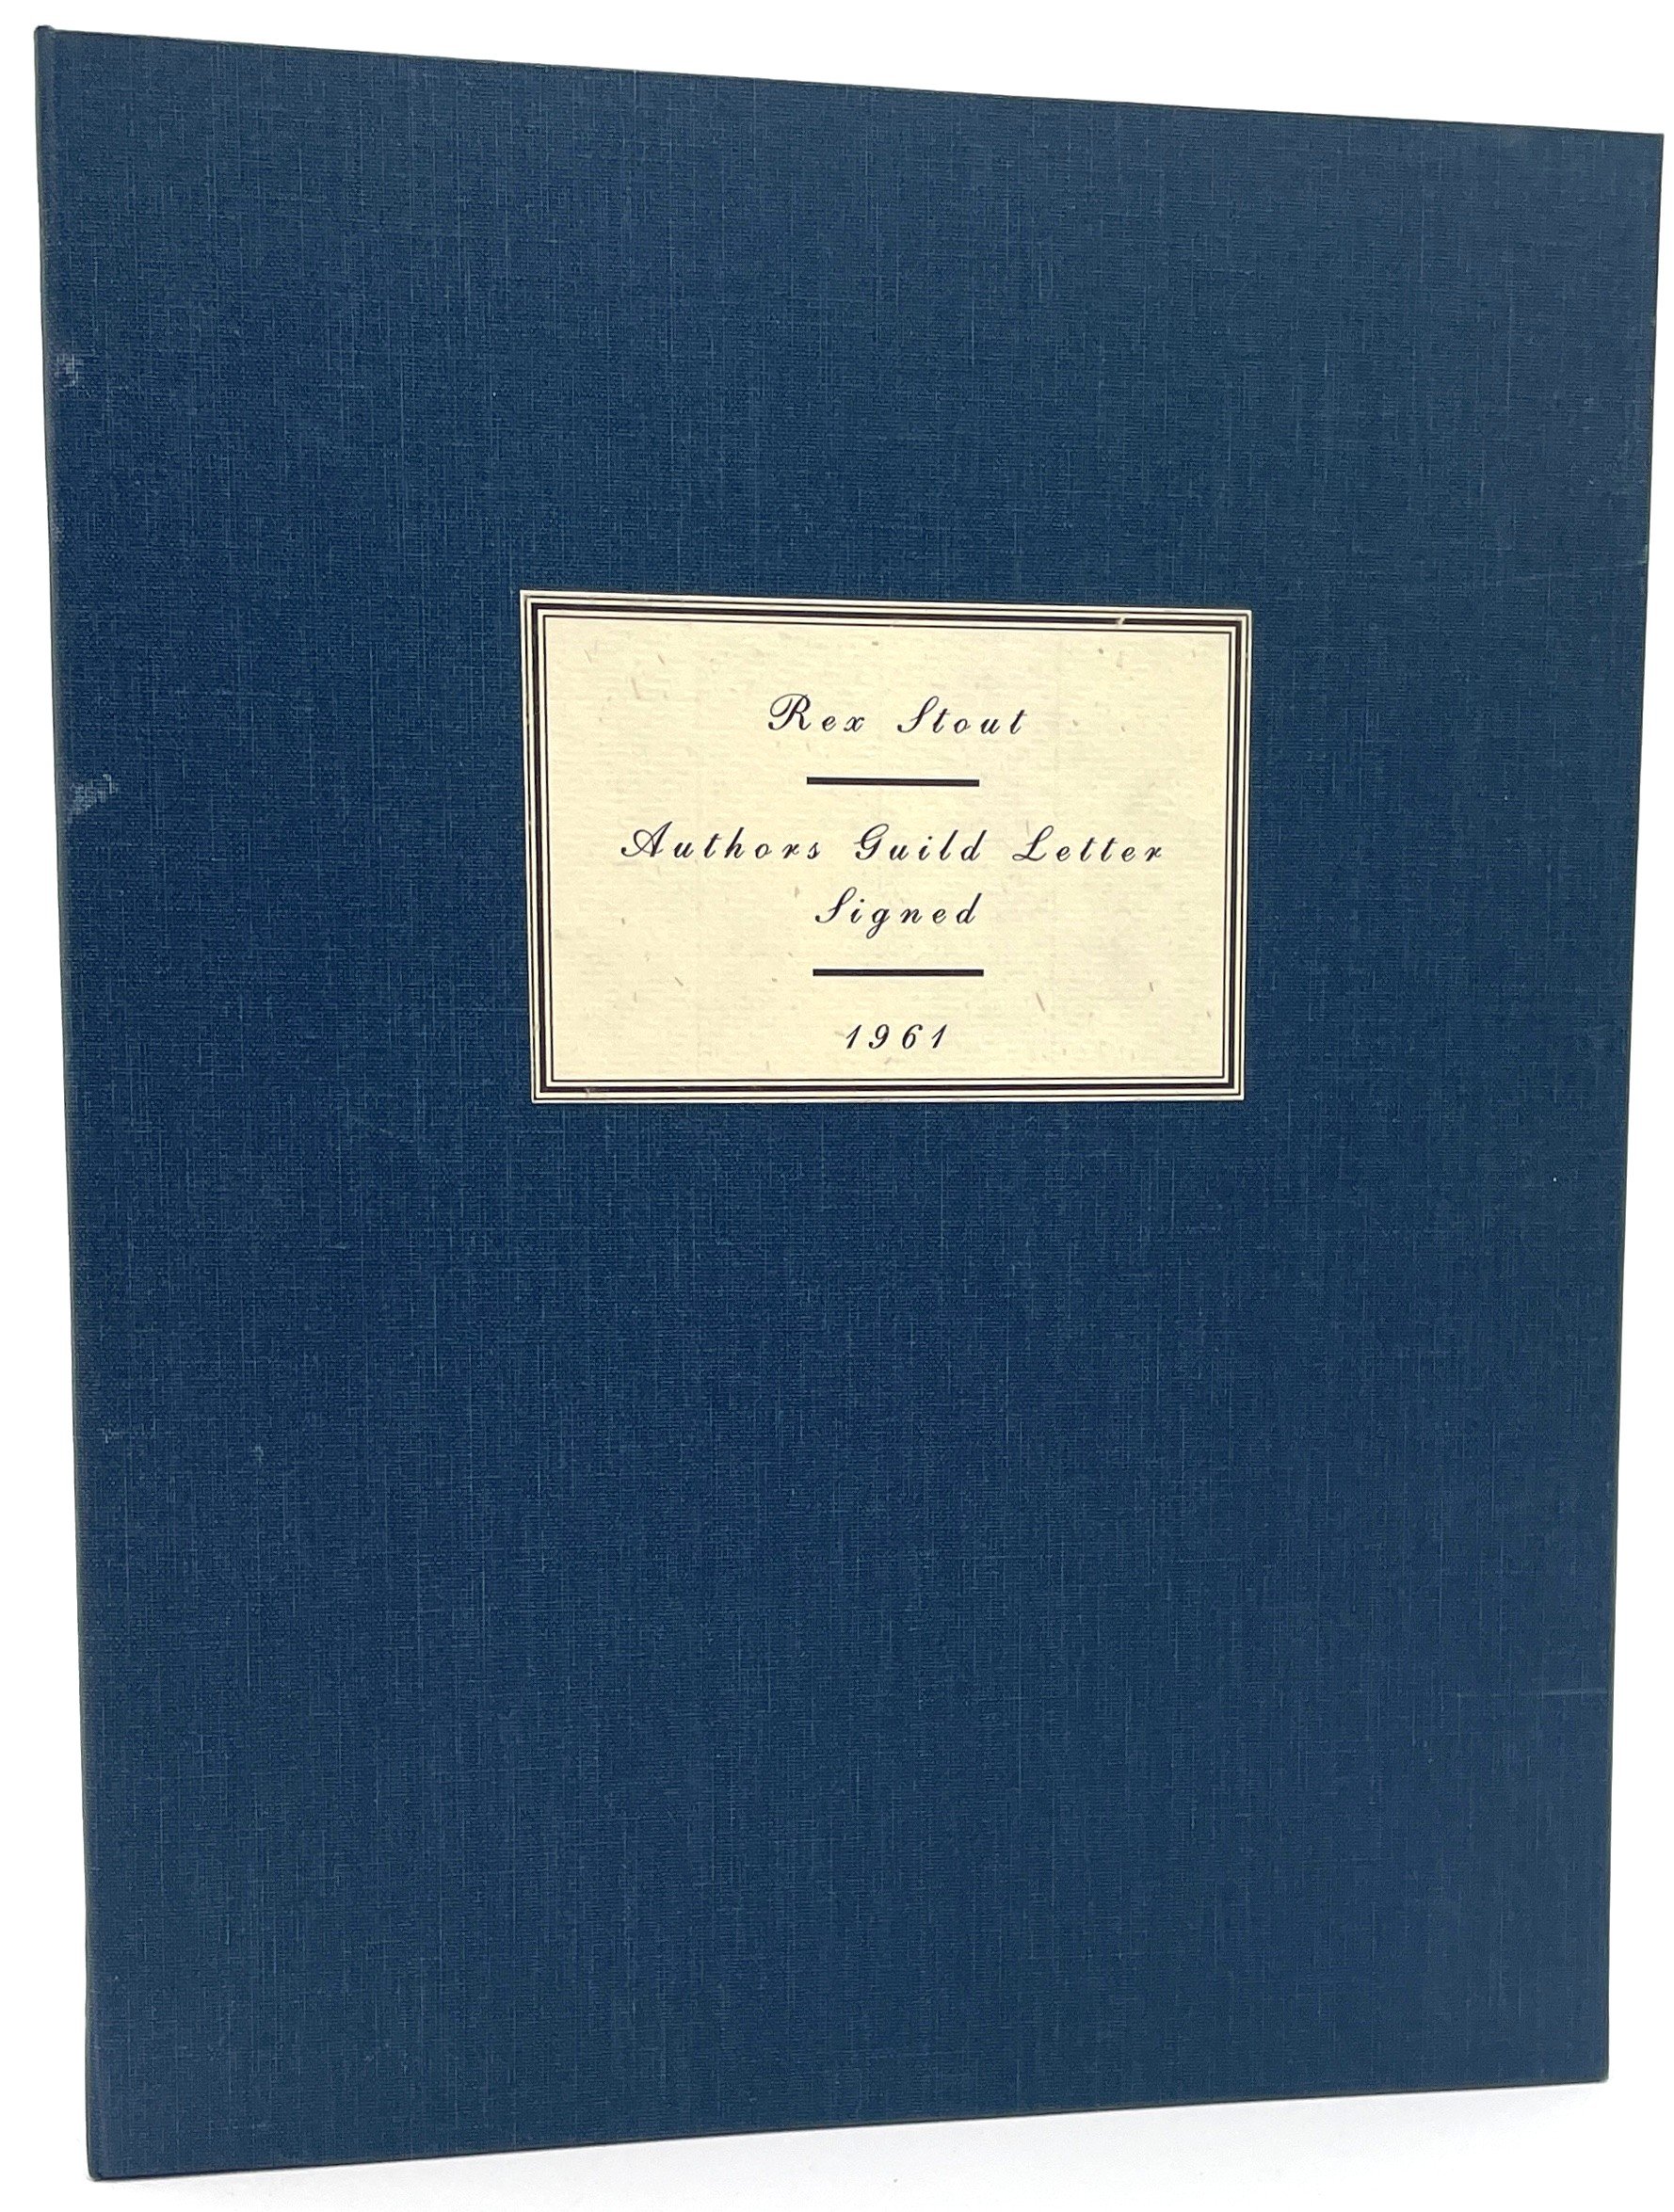 Rex Stout
Authors Guild Letter
Signed
1961